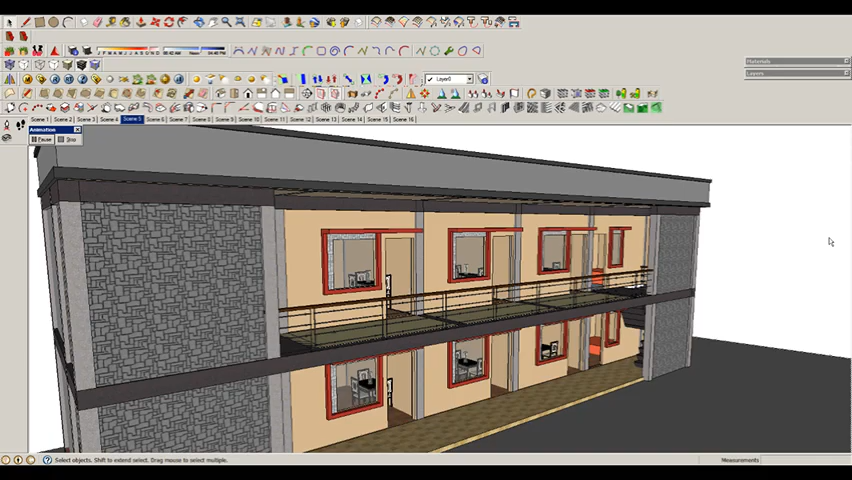 Materials
Layers
J F M A M J J A S O N D
Layer0
Scene 1 Scene 2 Scene 3 Scene 4 Scene 5 Scene 6 Scene 7 Scene 8 Scene 9 Scene 10 Scene 11 Scene 12 Scene 13 Scene 14 Scene 15 Scene 16
Animation
Pause Stop
Select objects. Shift to extend select. Drag mouse to select multiple. Measurements